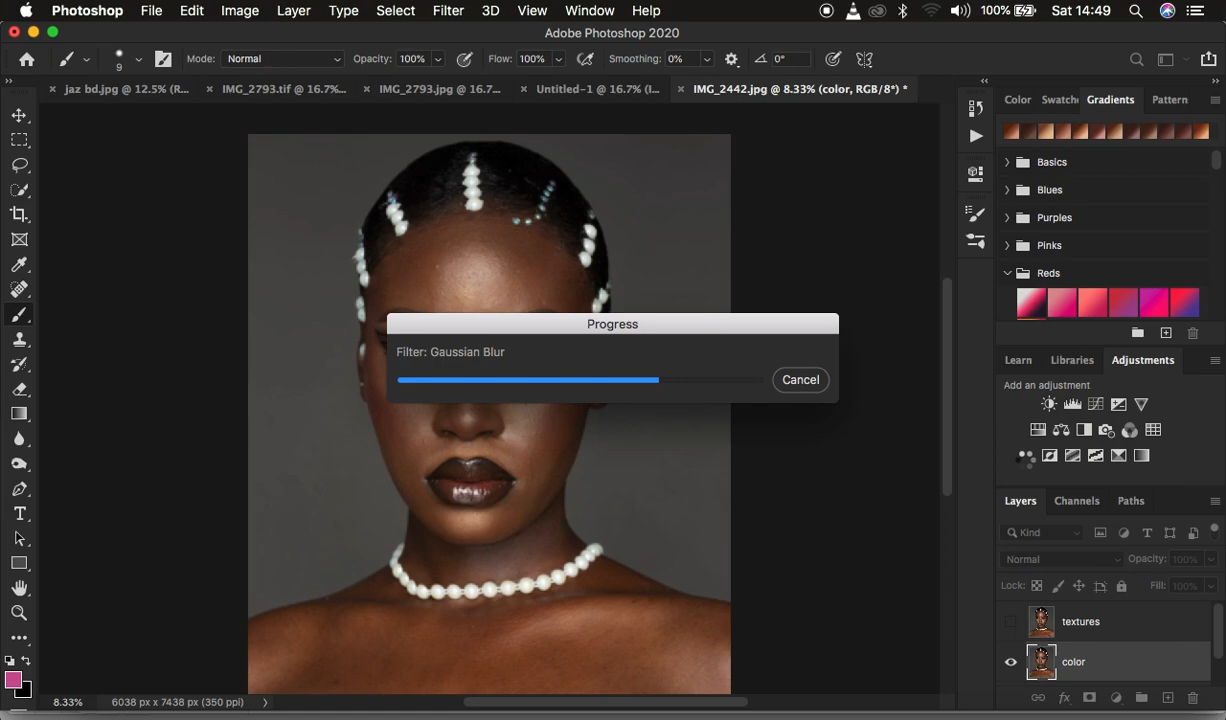 Photoshop File Edit Image Layer Type Select Filter 3D View Window Help 100% Sat 14:49
Adobe Photoshop 2020
9 Mode: Normal Opacity: 100% Flow: 100% Smoothing: 0% 0°
jaz bd.jpg @ 12.5% (R... IMG_2793.tif @ 16.7%... IMG_2793.jpg @ 16.7... Untitled-1 @ 16.7% (l... IMG_2442.jpg @ 8.33% (color, RGB/8*) *
Color Swatche Gradients Pattern
Basics
Blues
Purples
Pinks
Reds
Progress
Filter: Gaussian Blur
Cancel
Learn Libraries Adjustments
Add an adjustment
Layers Channels Paths
Kind
Normal Opacity: 100%
Lock: Fill: 100%
textures
color
8.33% 6038 px x 7438 px (350 ppi)